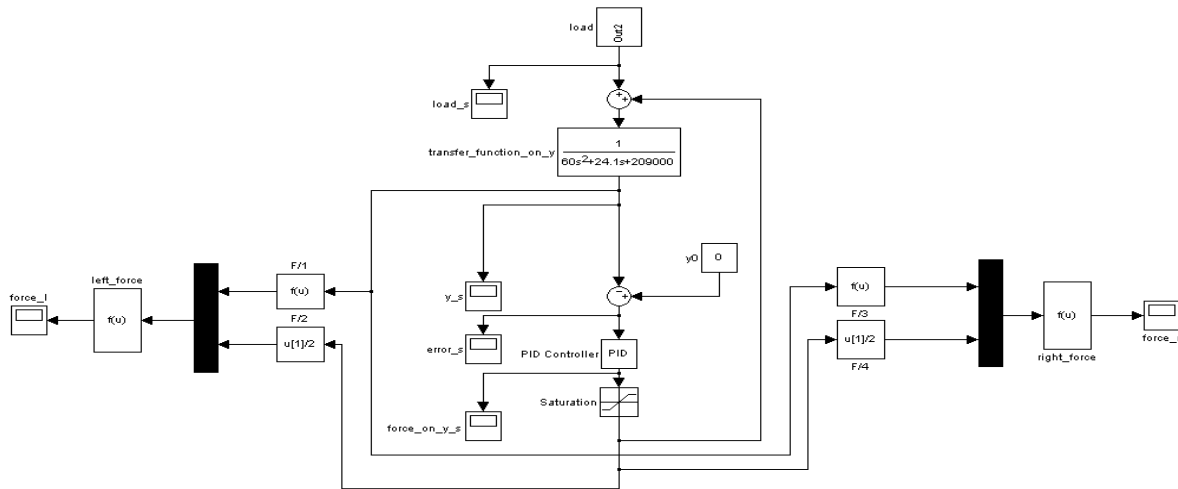 load
Out2
load_s
+
+
transfer_function_on_y
1
60s²+24.1s+209000
y0
0
left_force
F/1
f(u)
force_l
f(u)
F/2
u[1]/2
y_s
−
+
error_s
PID Controller
PID
Saturation
force_on_y_s
f(u)
F/3
u[1]/2
F/4
f(u)
right_force